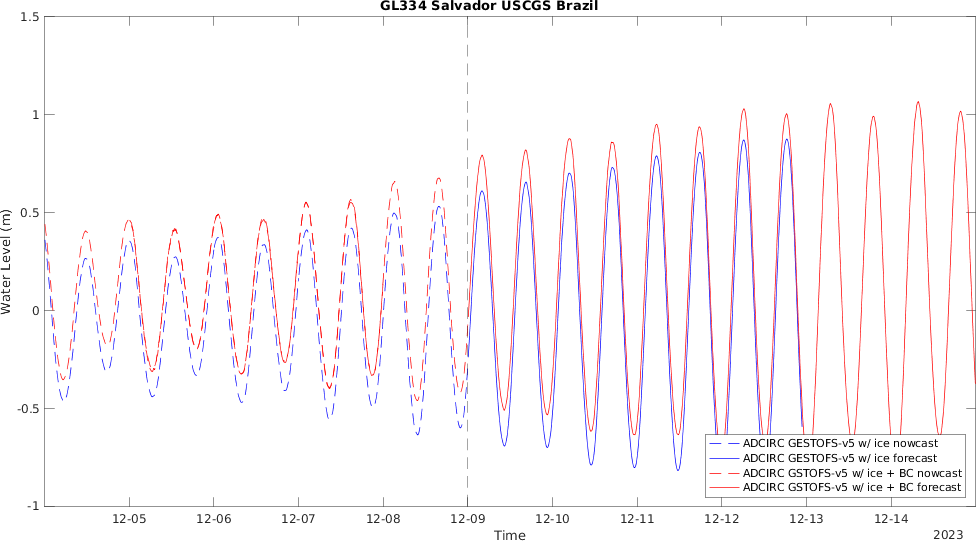 GL334 Salvador USCGS Brazil
1.5
1
0.5
0
-0.5
-1
Water Level (m)
12-05 12-06 12-07 12-08 12-09 12-10 12-11 12-12 12-13 12-14
Time
2023
ADCIRC GESTOFS-v5 w/ ice nowcast
ADCIRC GESTOFS-v5 w/ ice forecast
ADCIRC GSTOFS-v5 w/ ice + BC nowcast
ADCIRC GSTOFS-v5 w/ ice + BC forecast